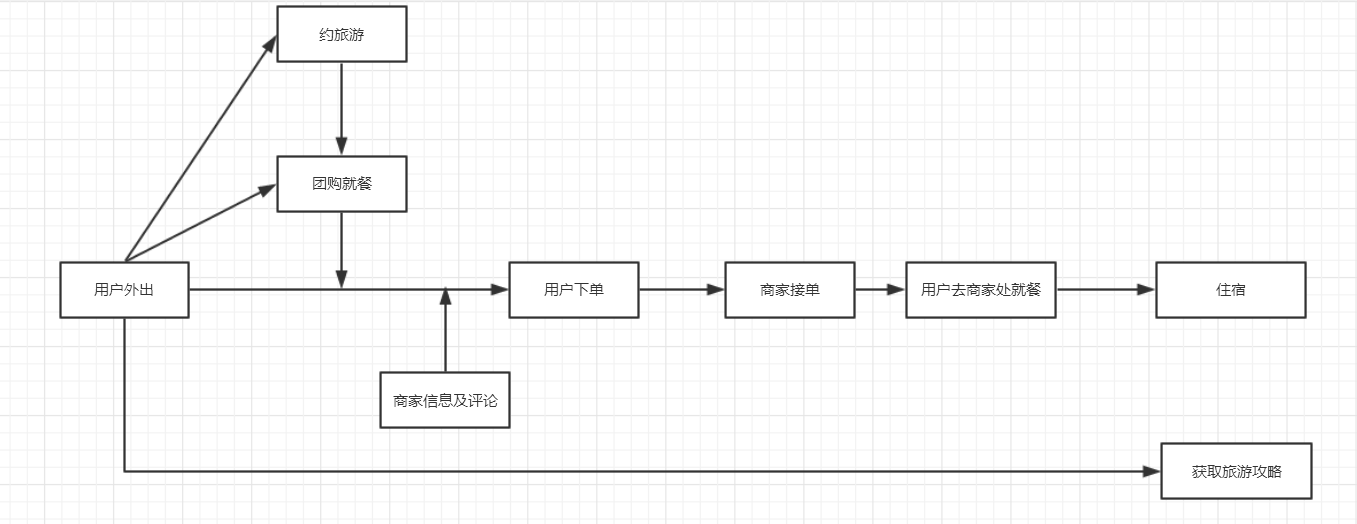 约旅游
团购就餐
用户外出
用户下单
商家接单
用户去商家处就餐
住宿
商家信息及评论
获取旅游攻略